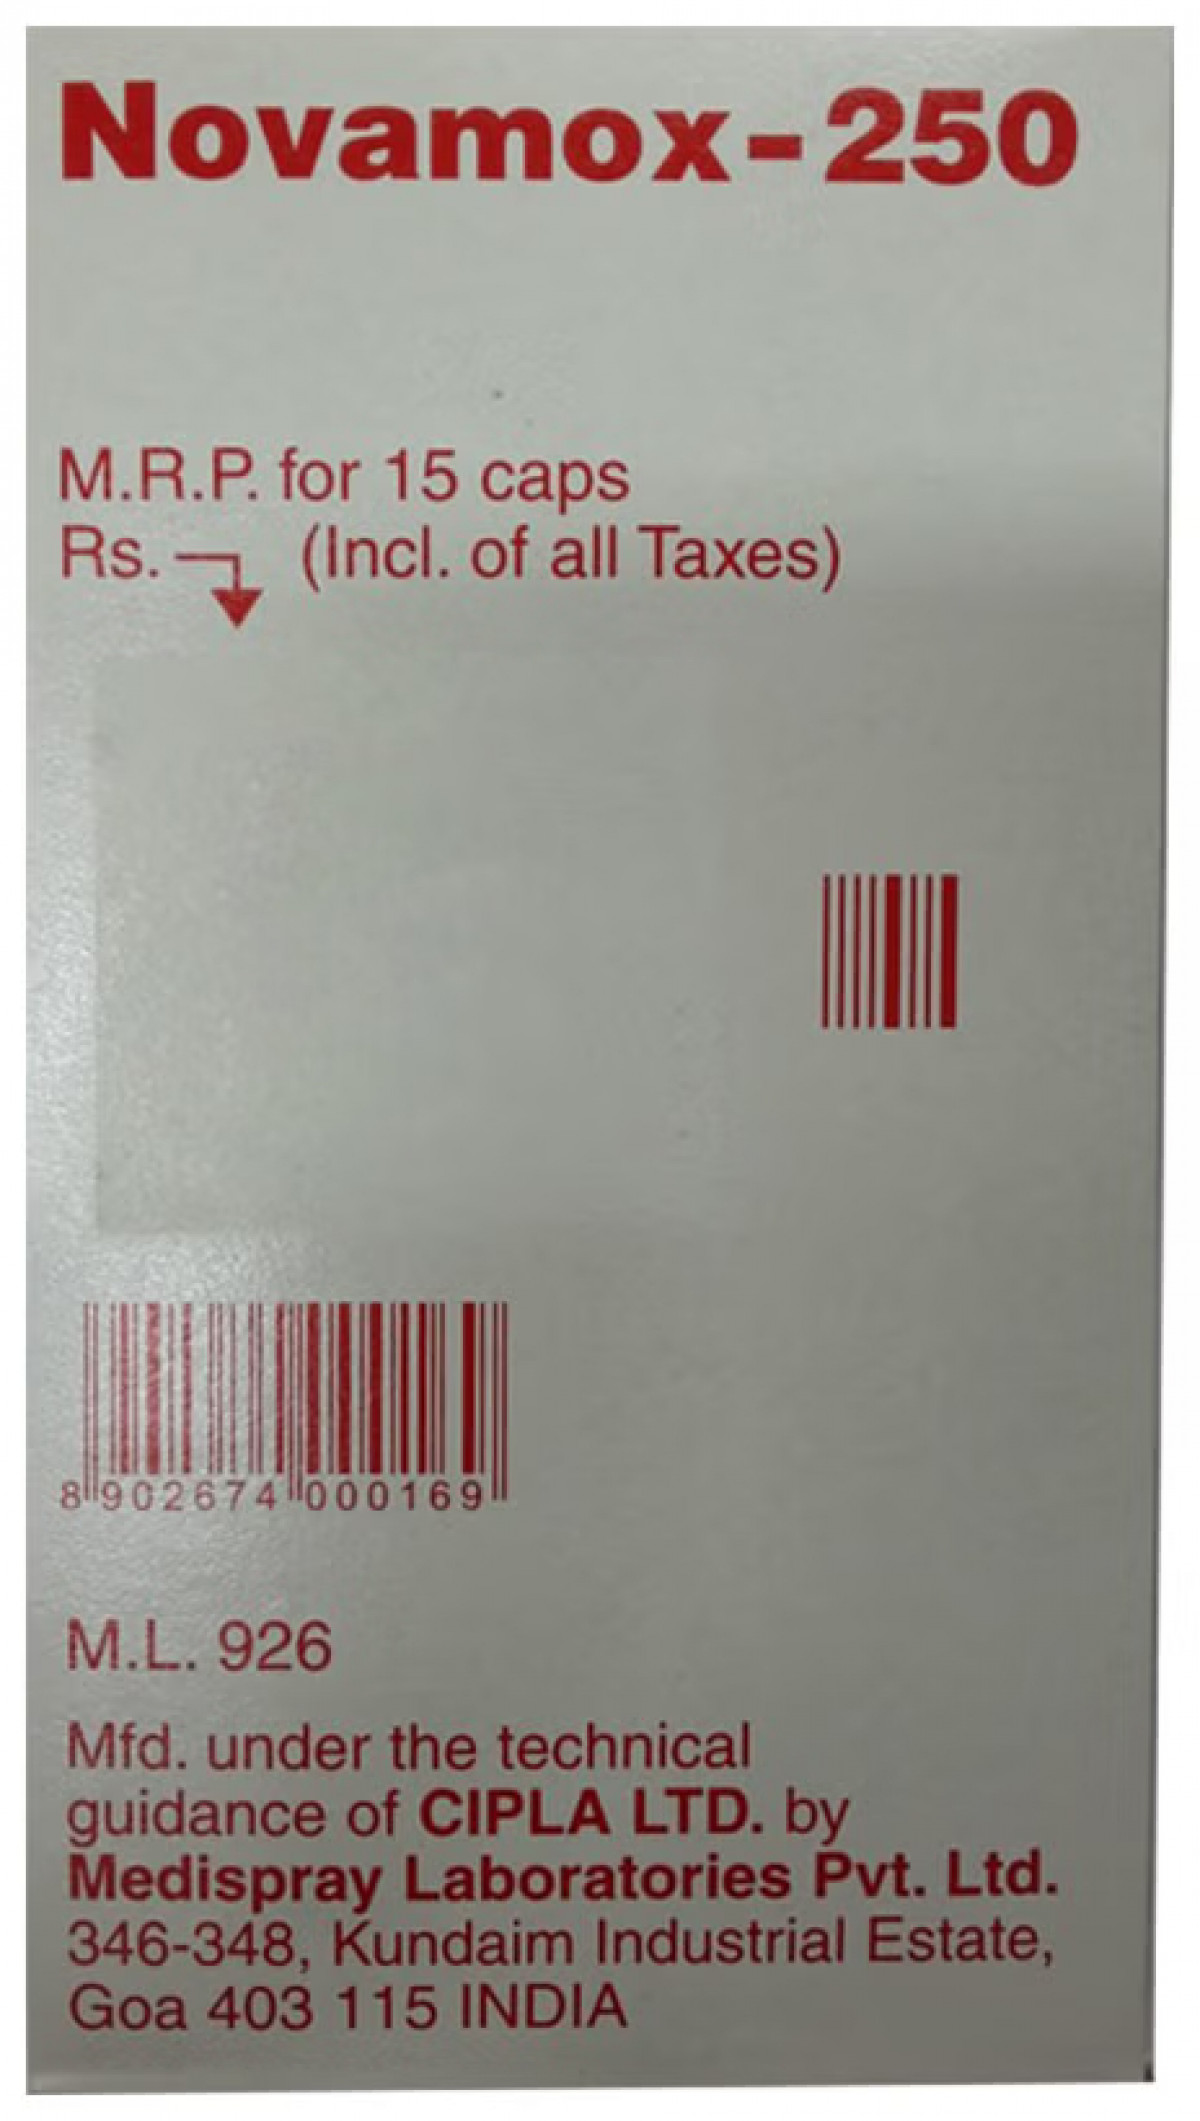 Novamox-250
M.R.P. for 15 caps
Rs. (Incl. of all Taxes)
8 902674 000169
M.L. 926
Mfd. under the technical
guidance of CIPLA LTD. by
Medispray Laboratories Pvt. Ltd.
346-348, Kundaim Industrial Estate,
Goa 403 115 INDIA